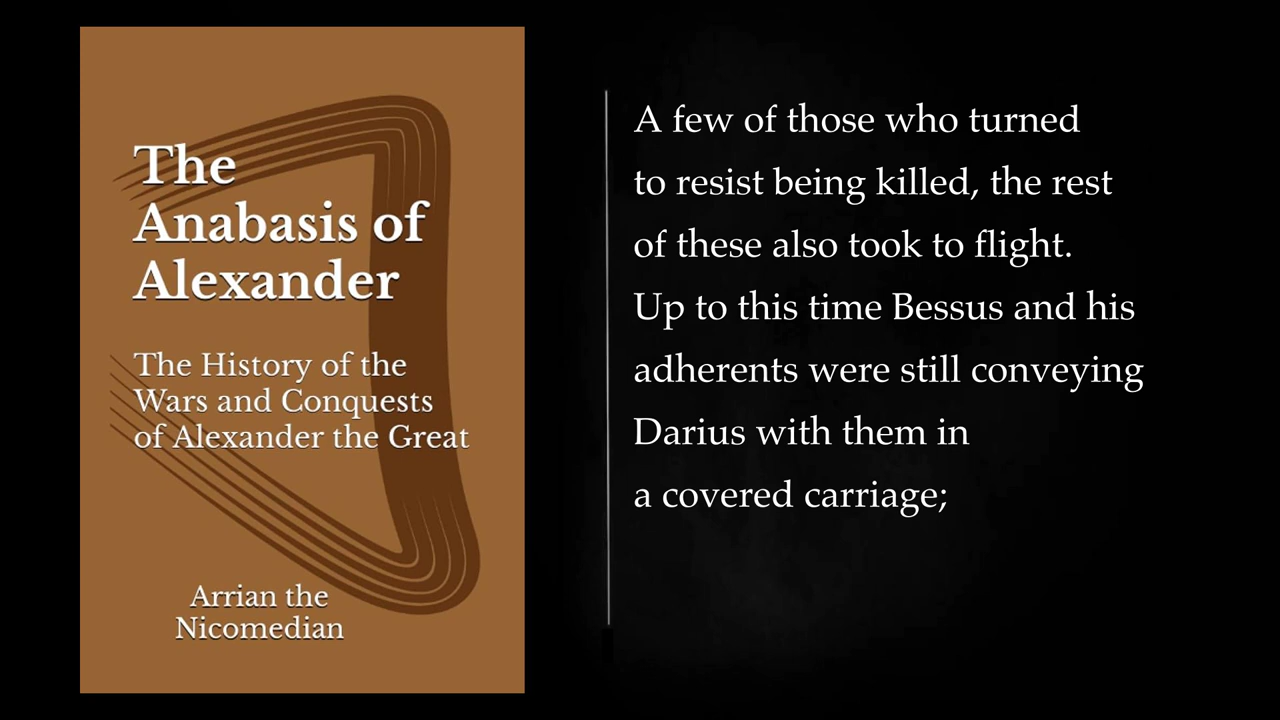 The
Anabasis of
Alexander
The History of the
Wars and Conquests
of Alexander the Great
Arrian the
Nicomedian
A few of those who turned
to resist being killed, the rest
of these also took to flight.
Up to this time Bessus and his
adherents were still conveying
Darius with them in
a covered carriage;